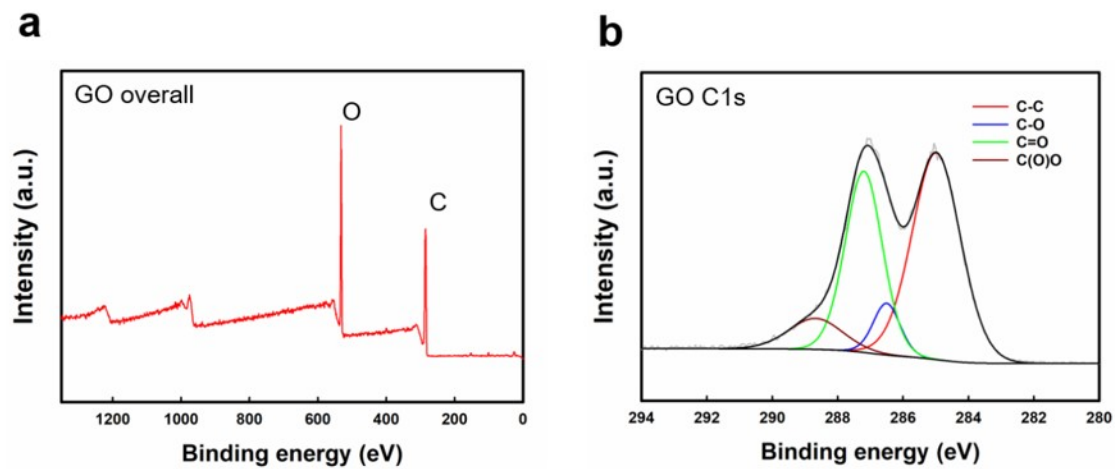 a
GO overall
O
C
Intensity (a.u.)
1200 1000 800 600 400 200 0
Binding energy (eV)
b
GO C1s
C-C
C-O
C=O
C(O)O
Intensity (a.u.)
294 292 290 288 286 284 282 280
Binding energy (eV)